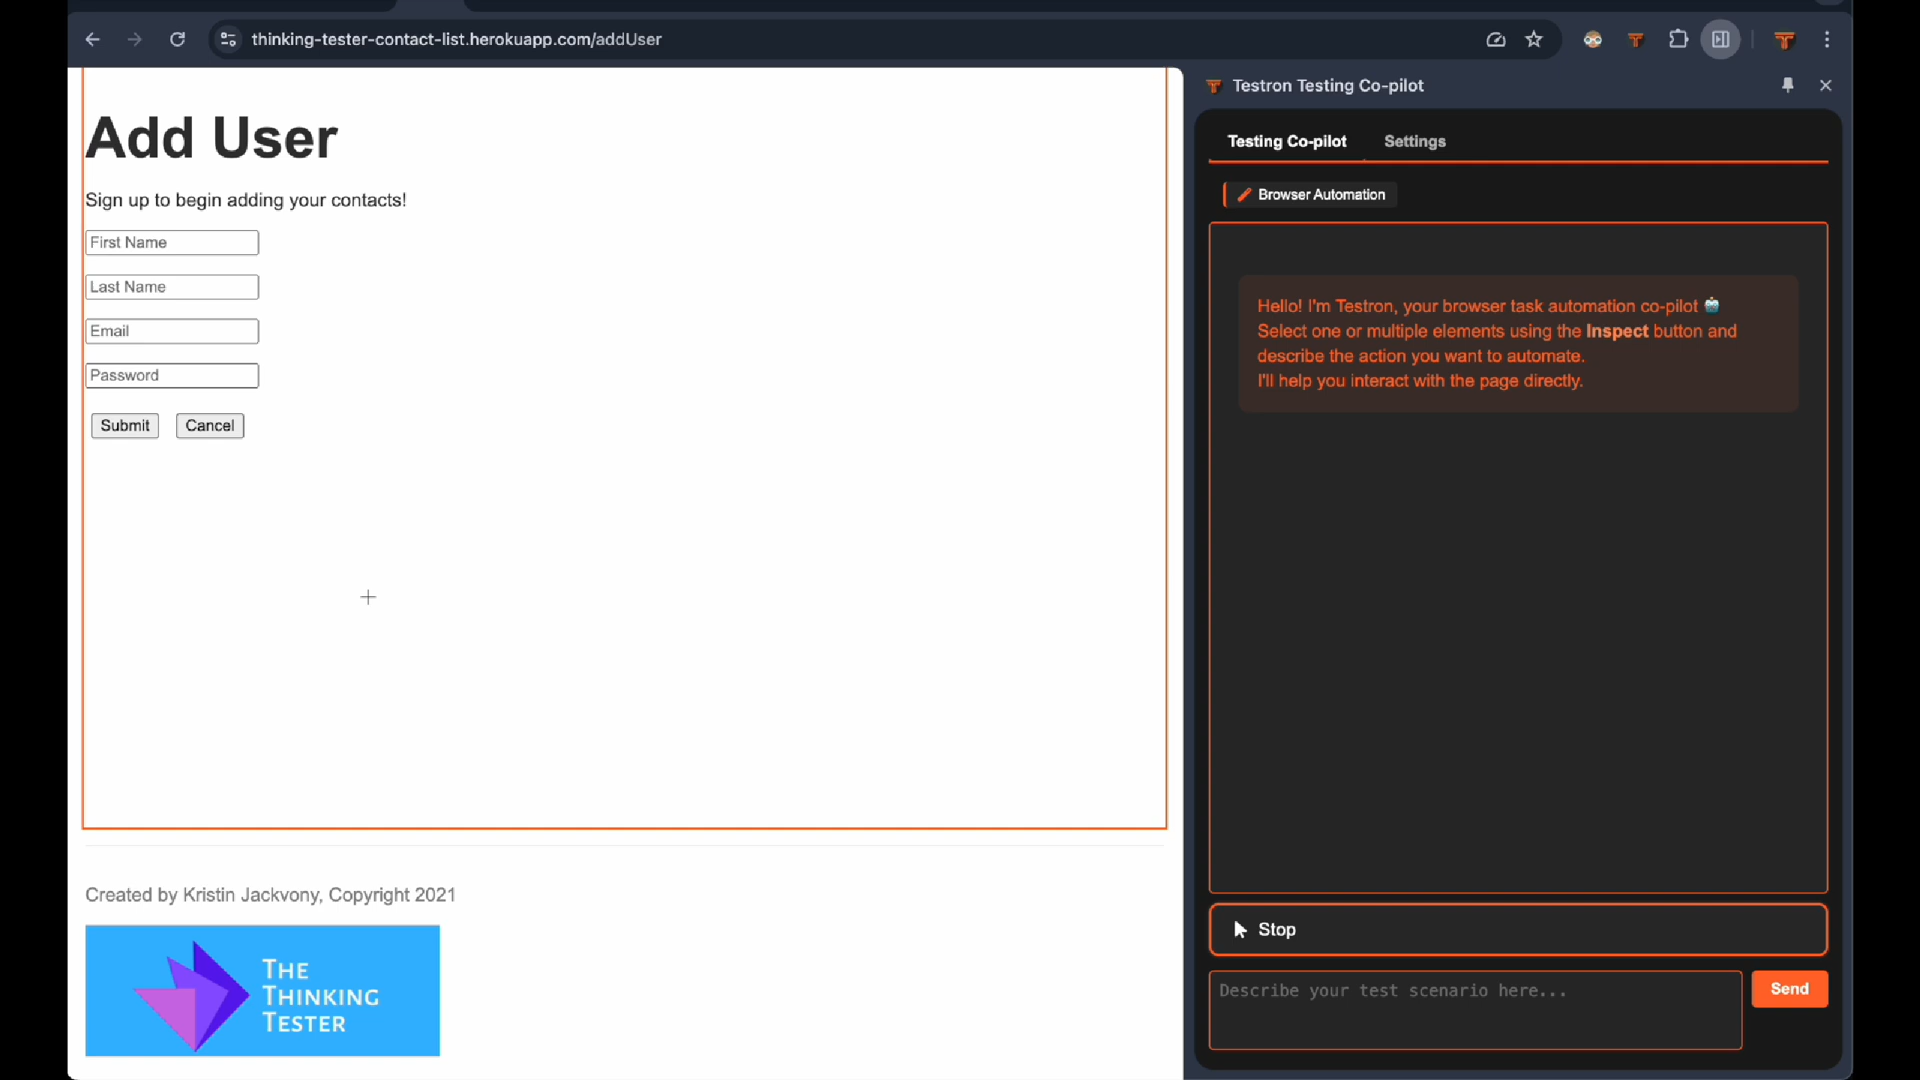 thinking-tester-contact-list.herokuapp.com/addUser
Add User
Sign up to begin adding your contacts!
First Name
Last Name
Email
Password
Submit
Cancel
Created by Kristin Jackvony, Copyright 2021
THE
THINKING
TESTER
Testron Testing Co-pilot
Testing Co-pilot
Settings
Browser Automation
Hello! I'm Testron, your browser task automation co-pilot
Select one or multiple elements using the Inspect button and
describe the action you want to automate.
I'll help you interact with the page directly.
Stop
Describe your test scenario here...
Send